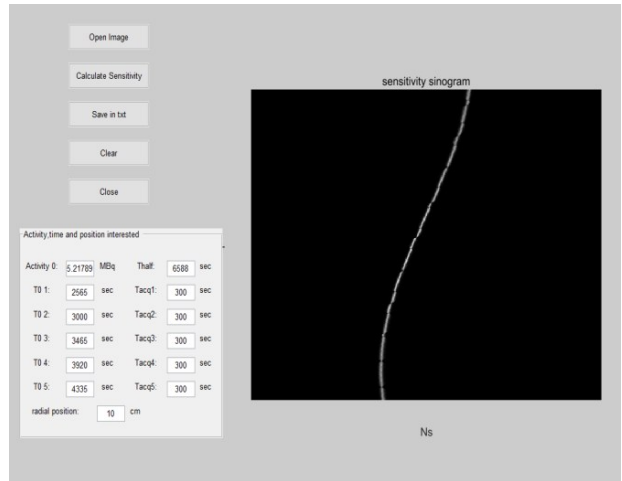 Open Image
Calculate Sensitivity
Save in txt
Clear
Close
sensitivity sinogram
Activity,time and position interested
Activity 0: 5.21789 MBq Thalf: 6588 sec
T0 1: 2565 sec Tacq1: 300 sec
T0 2: 3000 sec Tacq2: 300 sec
T0 3: 3465 sec Tacq3: 300 sec
T0 4: 3920 sec Tacq4: 300 sec
T0 5: 4335 sec Tacq5: 300 sec
radial position: 10 cm
Ns